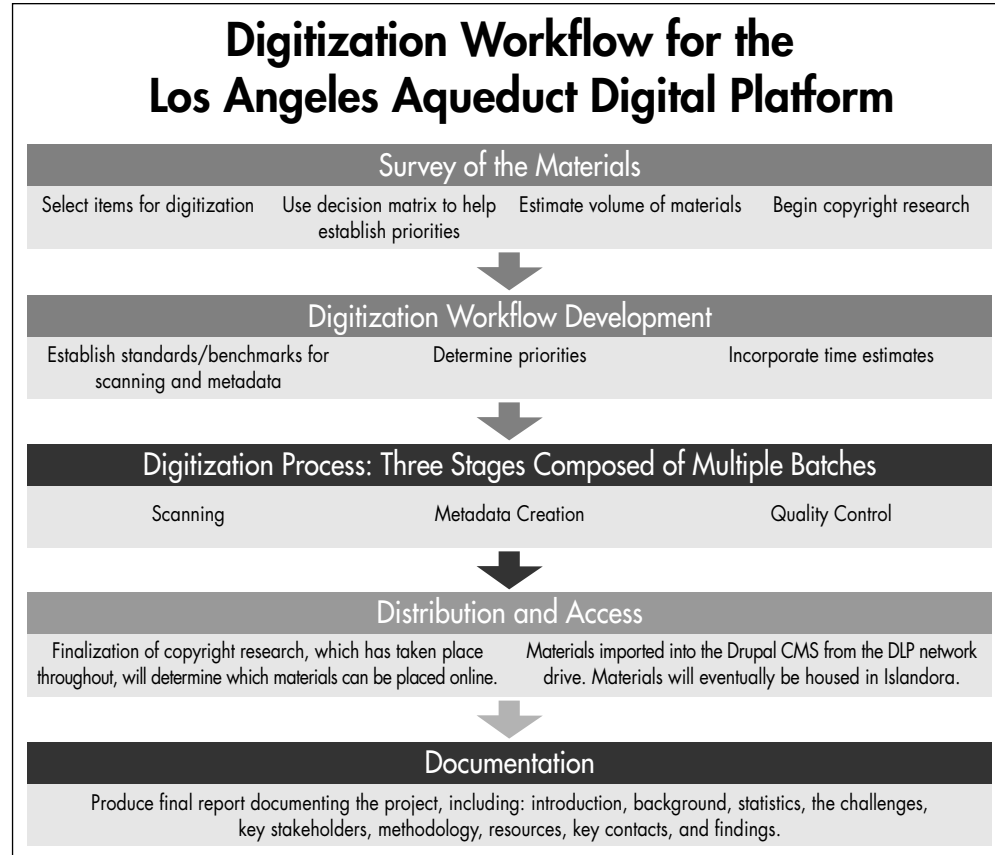 Digitization Workflow for the
Los Angeles Aqueduct Digital Platform
Survey of the Materials
Select items for digitization
Use decision matrix to help
establish priorities
Estimate volume of materials
Begin copyright research
Digitization Workflow Development
Establish standards/benchmarks for
scanning and metadata
Determine priorities
Incorporate time estimates
Digitization Process: Three Stages Composed of Multiple Batches
Scanning
Metadata Creation
Quality Control
Distribution and Access
Finalization of copyright research, which has taken place
throughout, will determine which materials can be placed online.
Materials imported into the Drupal CMS from the DLP network
drive. Materials will eventually be housed in Islandora.
Documentation
Produce final report documenting the project, including: introduction, background, statistics, the challenges,
key stakeholders, methodology, resources, key contacts, and findings.